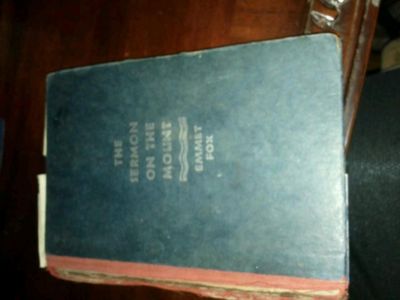 THE
SERMON
ON THE
MOUNT
EMMET
FOX